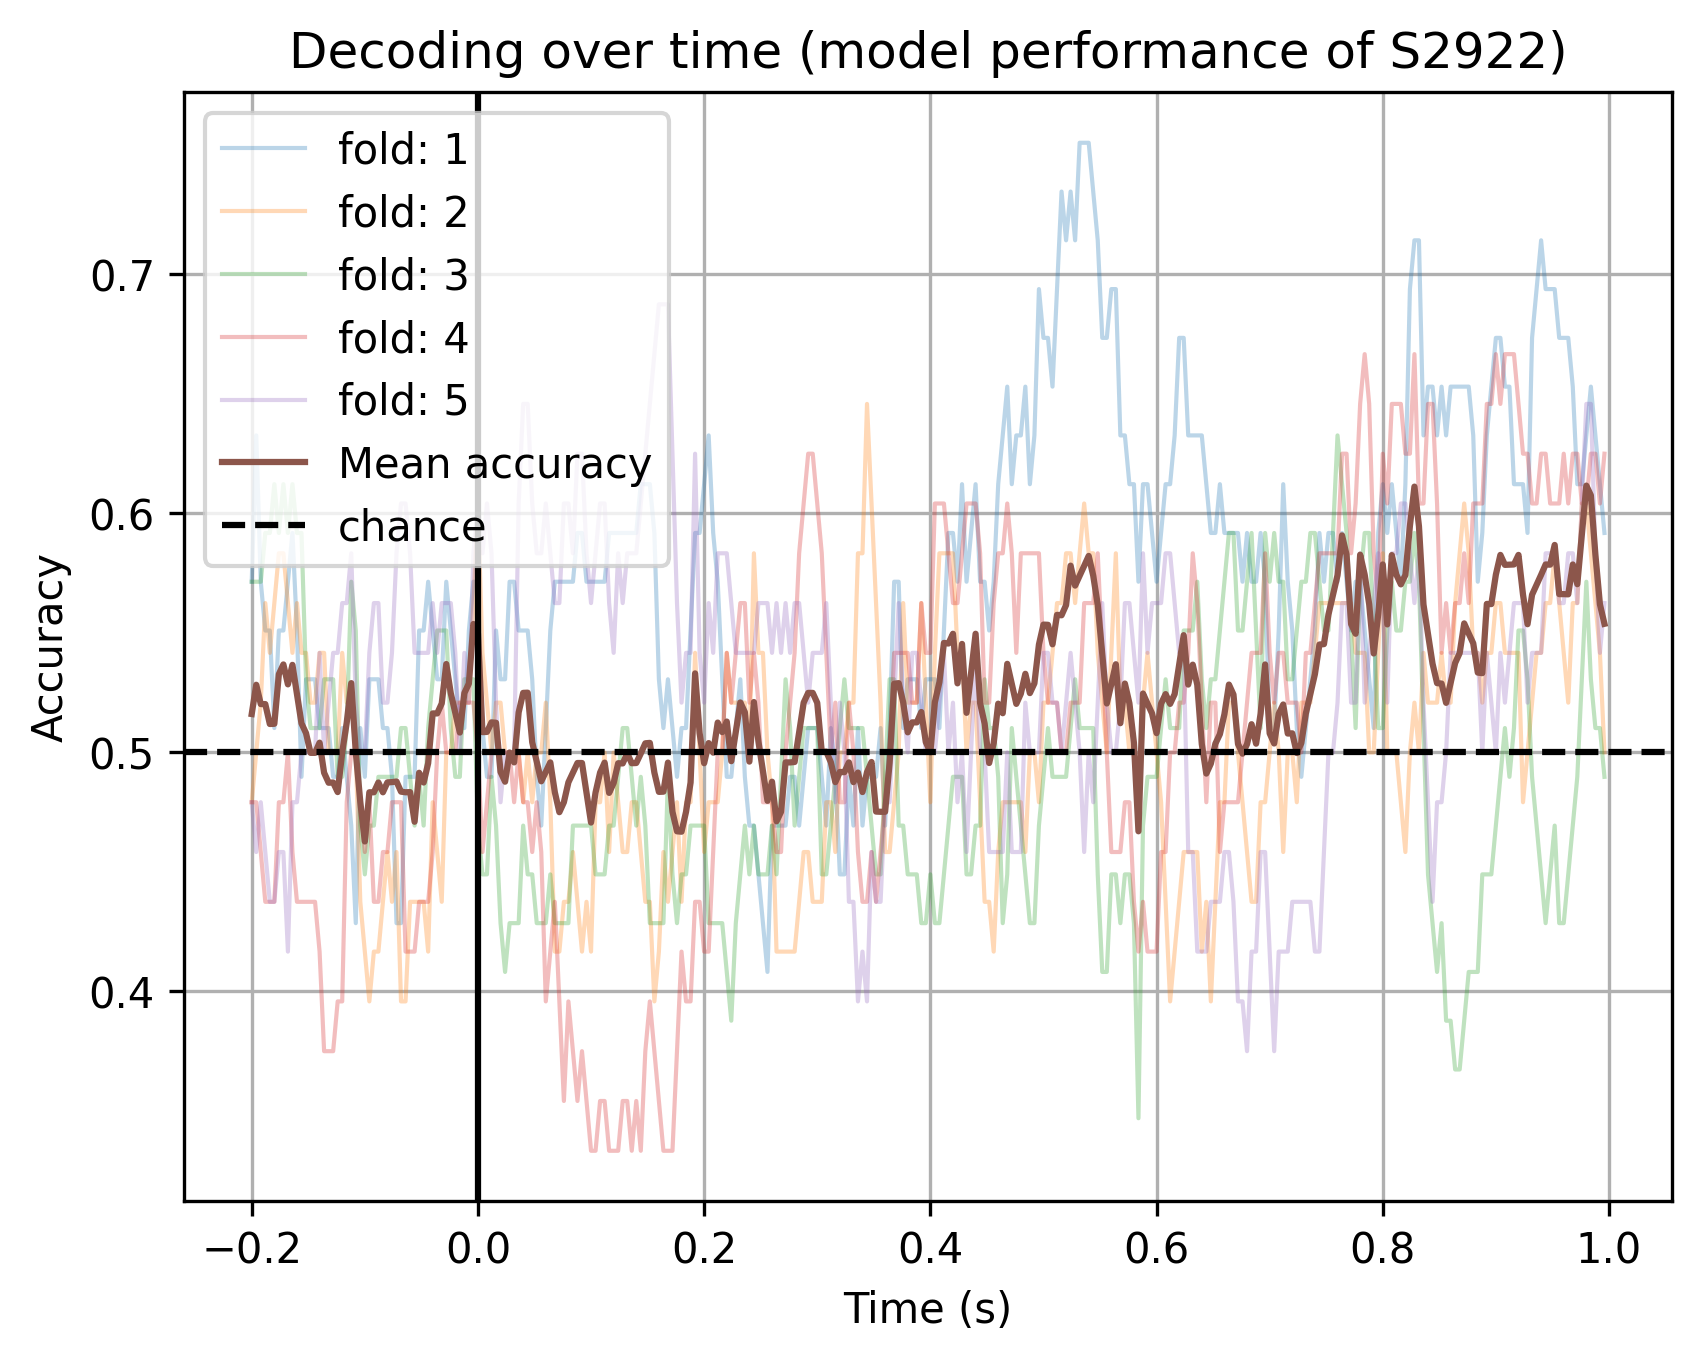 Decoding over time (model performance of S2922)
fold: 1
fold: 2
fold: 3
fold: 4
fold: 5
Mean accuracy
chance
Accuracy
0.7
0.6
0.5
0.4
−0.2 0.0 0.2 0.4 0.6 0.8 1.0
Time (s)